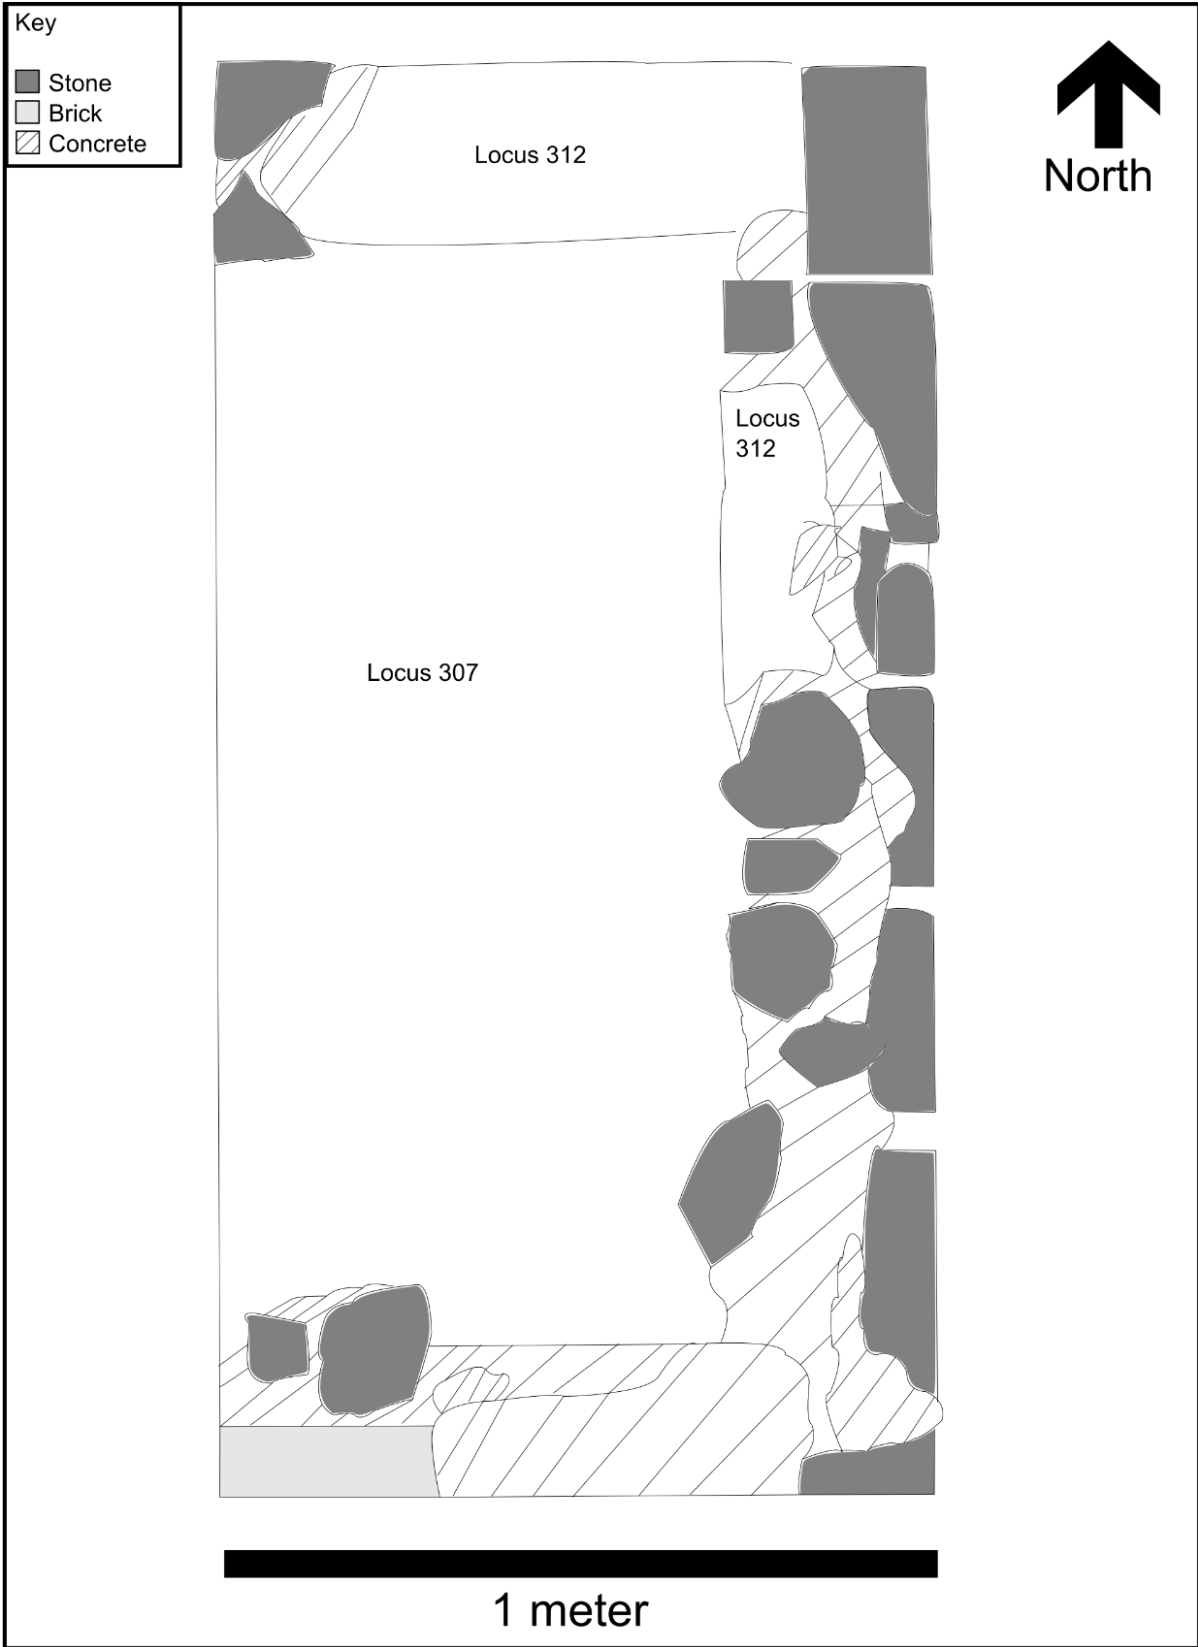 Key
Stone
Brick
Concrete
North
Locus 312
Locus
312
Locus 307
1 meter